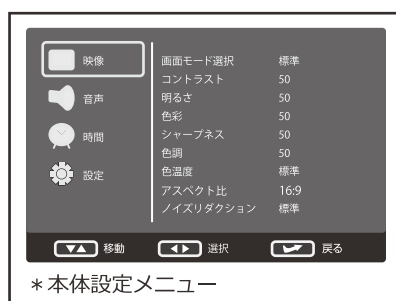 映像
音声
時間
設定
画面モード選択 標準
コントラスト 50
明るさ 50
色彩 50
シャープネス 50
色調 50
色温度 標準
アスペクト比 16:9
ノイズリダクション 標準
▼▲ 移動 ◀▶ 選択 戻る
*本体設定メニュー